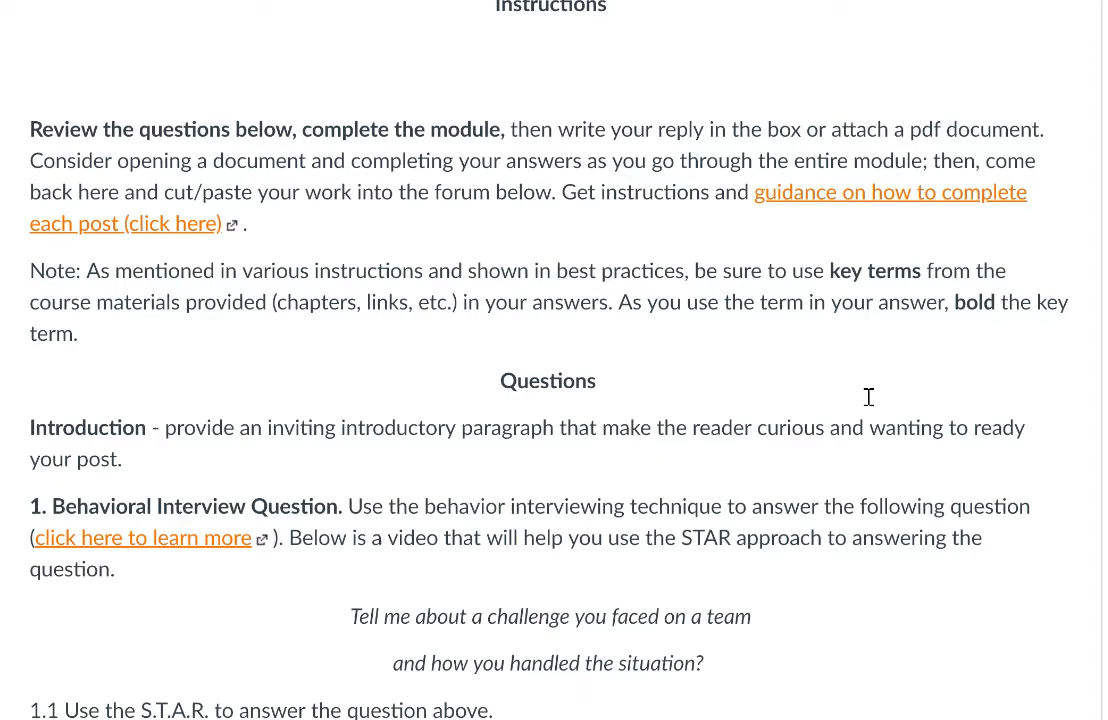 Instructions
Review the questions below, complete the module, then write your reply in the box or attach a pdf document.
Consider opening a document and completing your answers as you go through the entire module; then, come
back here and cut/paste your work into the forum below. Get instructions and guidance on how to complete
each post (click here) .
Note: As mentioned in various instructions and shown in best practices, be sure to use key terms from the
course materials provided (chapters, links, etc.) in your answers. As you use the term in your answer, bold the key
term.
Questions
Introduction - provide an inviting introductory paragraph that make the reader curious and wanting to ready
your post.
1. Behavioral Interview Question. Use the behavior interviewing technique to answer the following question
(click here to learn more ). Below is a video that will help you use the STAR approach to answering the
question.
Tell me about a challenge you faced on a team
and how you handled the situation?
1.1 Use the S.T.A.R. to answer the question above.